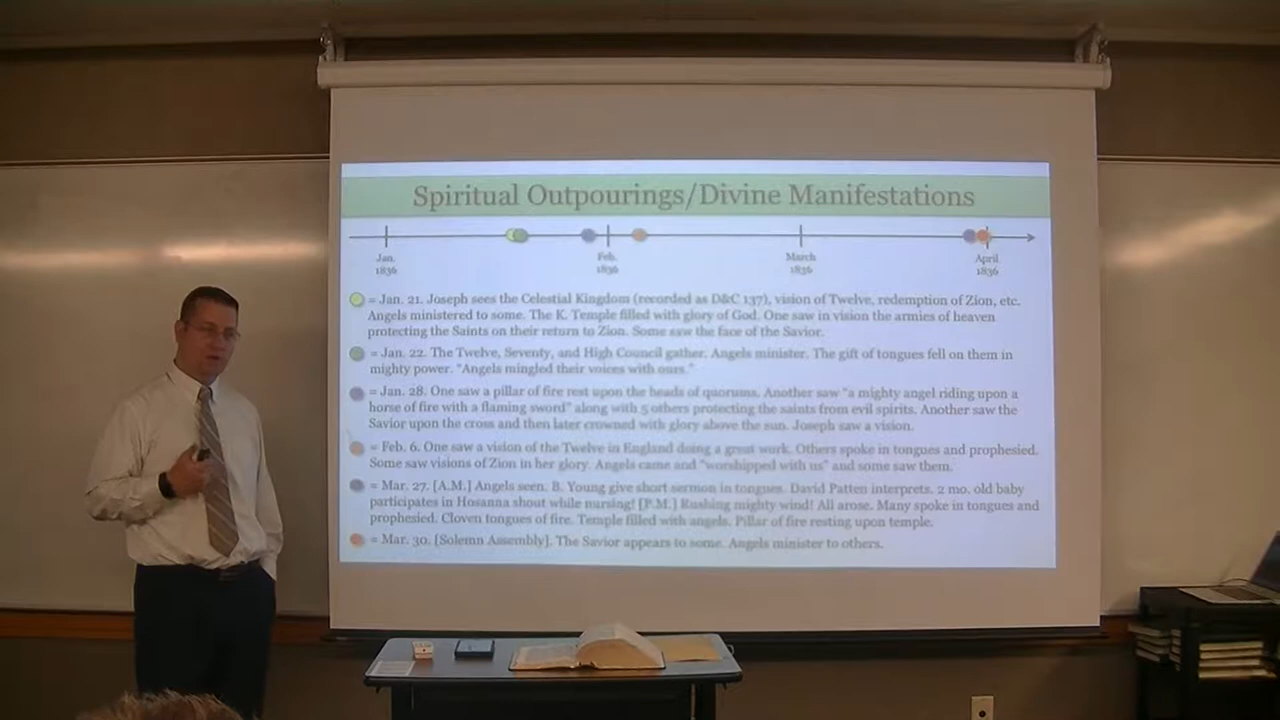 Spiritual Outpourings/Divine Manifestations
Jan. 1836
Feb. 1836
March 1836
April 1836
= Jan. 21. Joseph sees the Celestial Kingdom (recorded as D&C 137), vision of Twelve, redemption of Zion, etc.
Angels ministered to some. The K. Temple filled with glory of God. One saw in vision the armies of heaven
protecting the Saints on their return to Zion. Some saw the face of the Savior.
= Jan. 22. The Twelve, Seventy, and High Council gather. Angels minister. The gift of tongues fell on them in
mighty power. "Angels mingled their voices with ours."
= Jan. 28. One saw a pillar of fire rest upon the heads of quorums. Another saw "a mighty angel riding upon a
horse of fire with a flaming sword" along with 5 others protecting the saints from evil spirits. Another saw the
Savior upon the cross and then later crowned with glory above the sun. Joseph saw a vision.
= Feb. 6. One saw a vision of the Twelve in England doing a great work. Others spoke in tongues and prophesied.
Some saw visions of Zion in her glory. Angels came and "worshipped with us" and some saw them.
= Mar. 27. [A.M.] Angels seen. B. Young give short sermon in tongues. David Patten interprets. 2 mo. old baby
participates in Hosanna shout while nursing! [P.M.] Rushing mighty wind! All arose. Many spoke in tongues and
prophesied. Cloven tongues of fire. Temple filled with angels. Pillar of fire resting upon temple.
= Mar. 30. [Solemn Assembly]. The Savior appears to some. Angels minister to others.